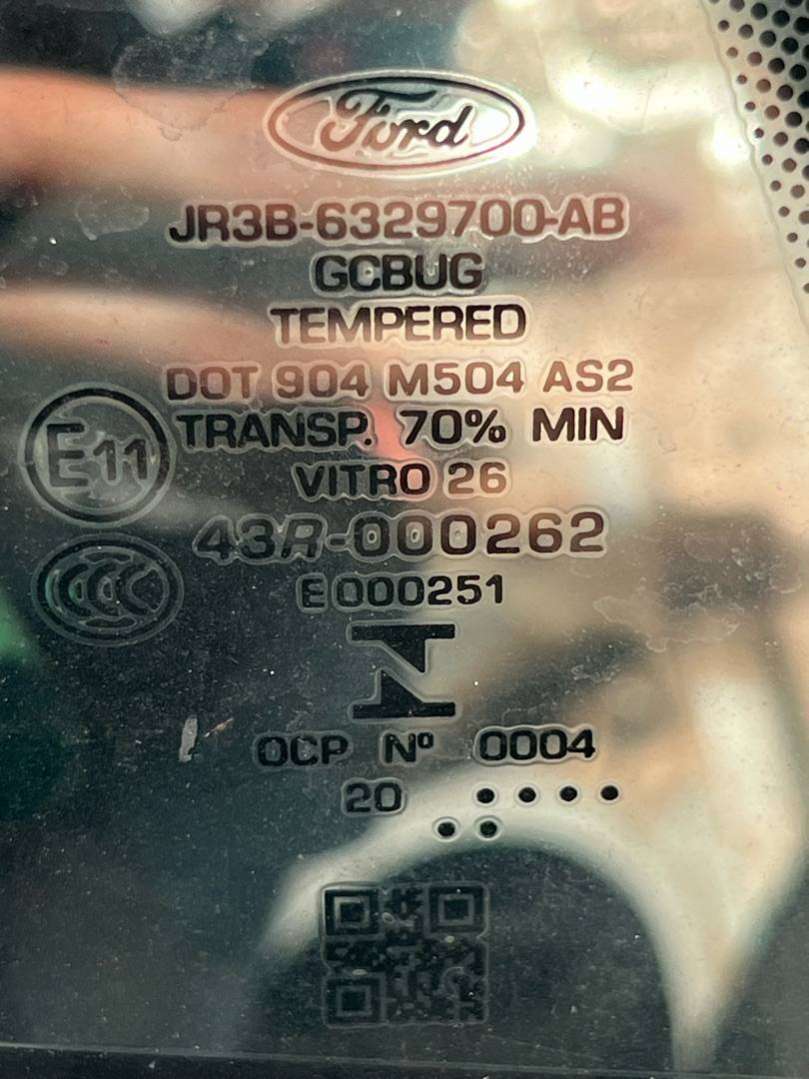 Ford
JR3B-6329700-AB
GCBUG
TEMPERED
DOT 904 M504 AS2
TRANSP. 70% MIN
E11
VITRO 26
43R-000262
CCC
E000251
OCP Nº 0004
20